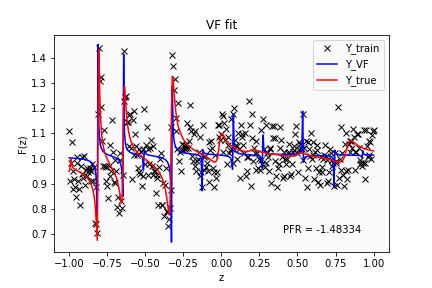 VF fit
Y_train
Y_VF
Y_true
F(z)
1.4
1.3
1.2
1.1
1.0
0.9
0.8
0.7
PFR = -1.48334
−1.00
−0.75
−0.50
−0.25
0.00
0.25
0.50
0.75
1.00
z